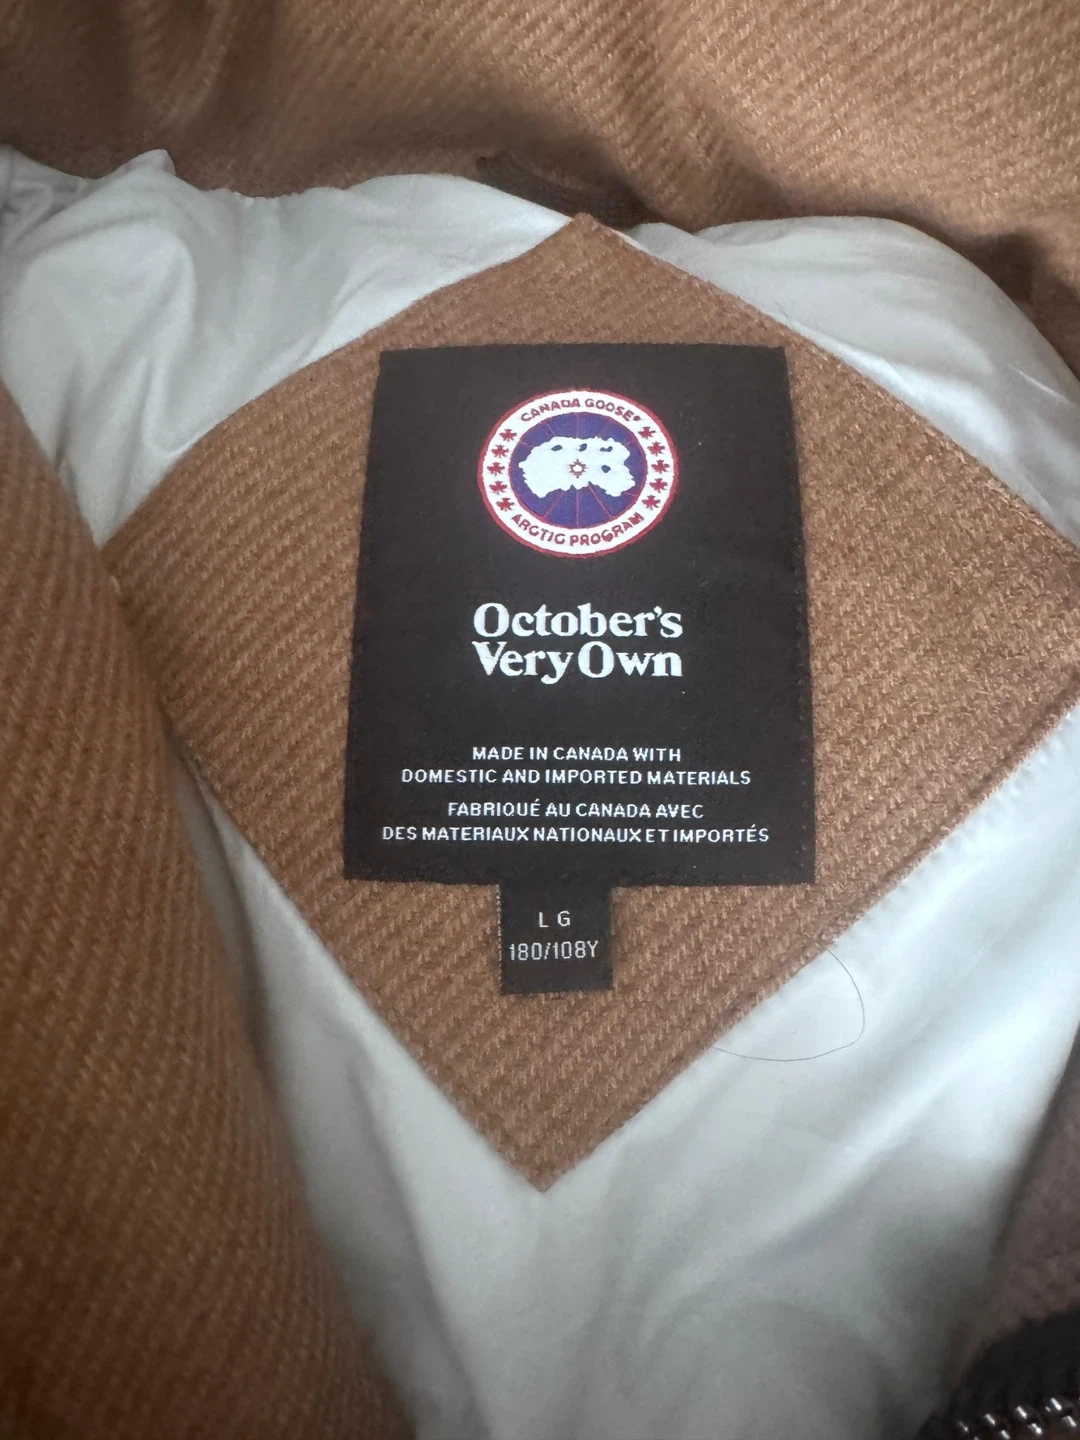 CANADA GOOSE®
ARCTIC PROGRAM
October's
Very Own
MADE IN CANADA WITH
DOMESTIC AND IMPORTED MATERIALS
FABRIQUÉ AU CANADA AVEC
DES MATERIAUX NATIONAUX ET IMPORTÉS
LG
180/108Y